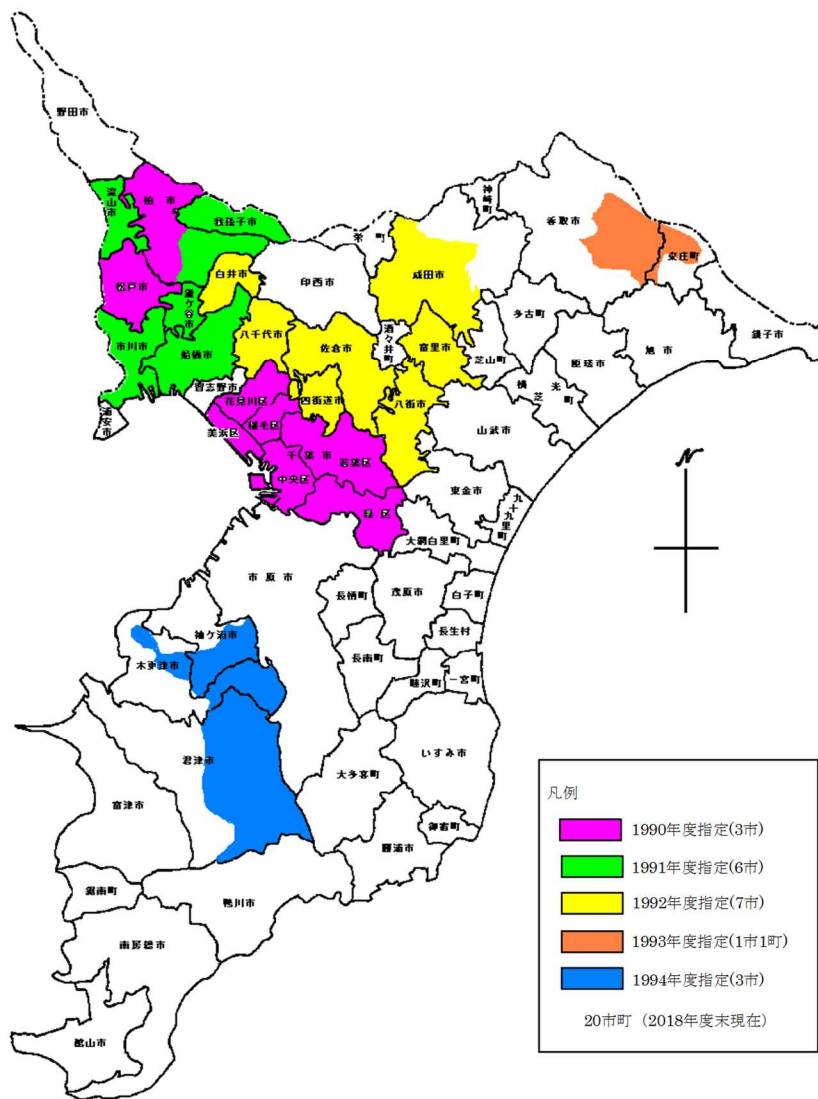 野田市
流山市
柏市
我孫子市
松戸市
鎌ケ谷市
白井市
印西市
栄町
成田市
神崎町
香取市
東庄町
市川市
船橋市
八千代市
佐倉市
酒々井町
富里市
芝山町
多古町
匝瑳市
旭市
銚子市
横芝光町
習志野市
浦安市
花見川区
四街道市
八街市
山武市
美浜区
稲毛区
千葉市
若葉区
中央区
緑区
東金市
九十九里町
大網白里町
市原市
長柄町
茂原市
白子町
袖ケ浦市
長生村
木更津市
長南町
睦沢町
一宮町
君津市
大多喜町
いすみ市
富津市
御宿町
勝浦市
鋸南町
鴨川市
南房総市
館山市
N
凡例
1990年度指定(3市)
1991年度指定(6市)
1992年度指定(7市)
1993年度指定(1市1町)
1994年度指定(3市)
20市町（2018年度末現在）